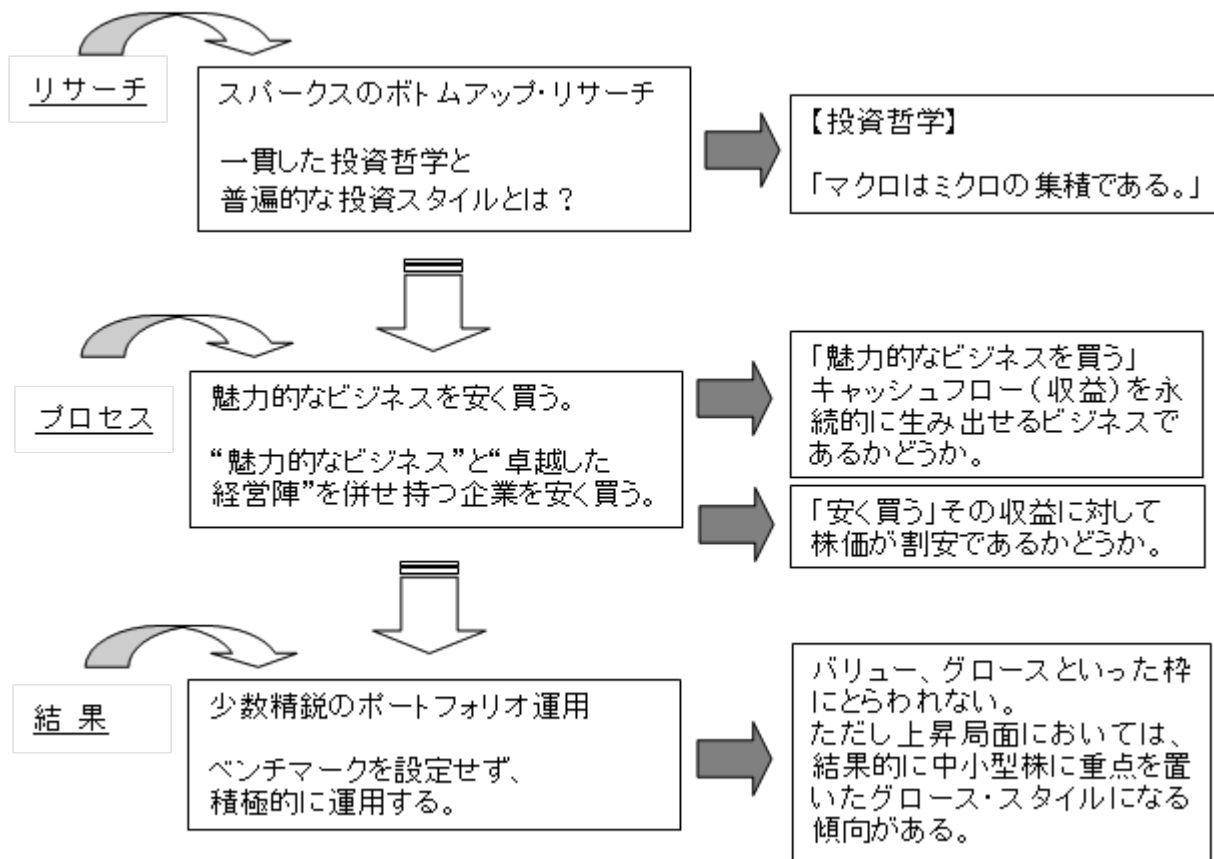 リサーチ
スパークスのボトムアップ・リサーチ
一貫した投資哲学と
普遍的な投資スタイルとは?
【投資哲学】
「マクロはミクロの集積である。」
プロセス
魅力的なビジネスを安く買う。
“魅力的なビジネス”と“卓越した
経営陣”を併せ持つ企業を安く買う。
「魅力的なビジネスを買う」
キャッシュフロー(収益)を永
続的に生み出せるビジネスで
あるかどうか。
「安く買う」その収益に対して
株価が割安であるかどうか。
結 果
少数精鋭のポートフォリオ運用
ベンチマークを設定せず、
積極的に運用する。
バリュー、グロースといった枠
にとらわれない。
ただし上昇局面においては、
結果的に中小型株に重点を置
いたグロース・スタイルになる
傾向がある。